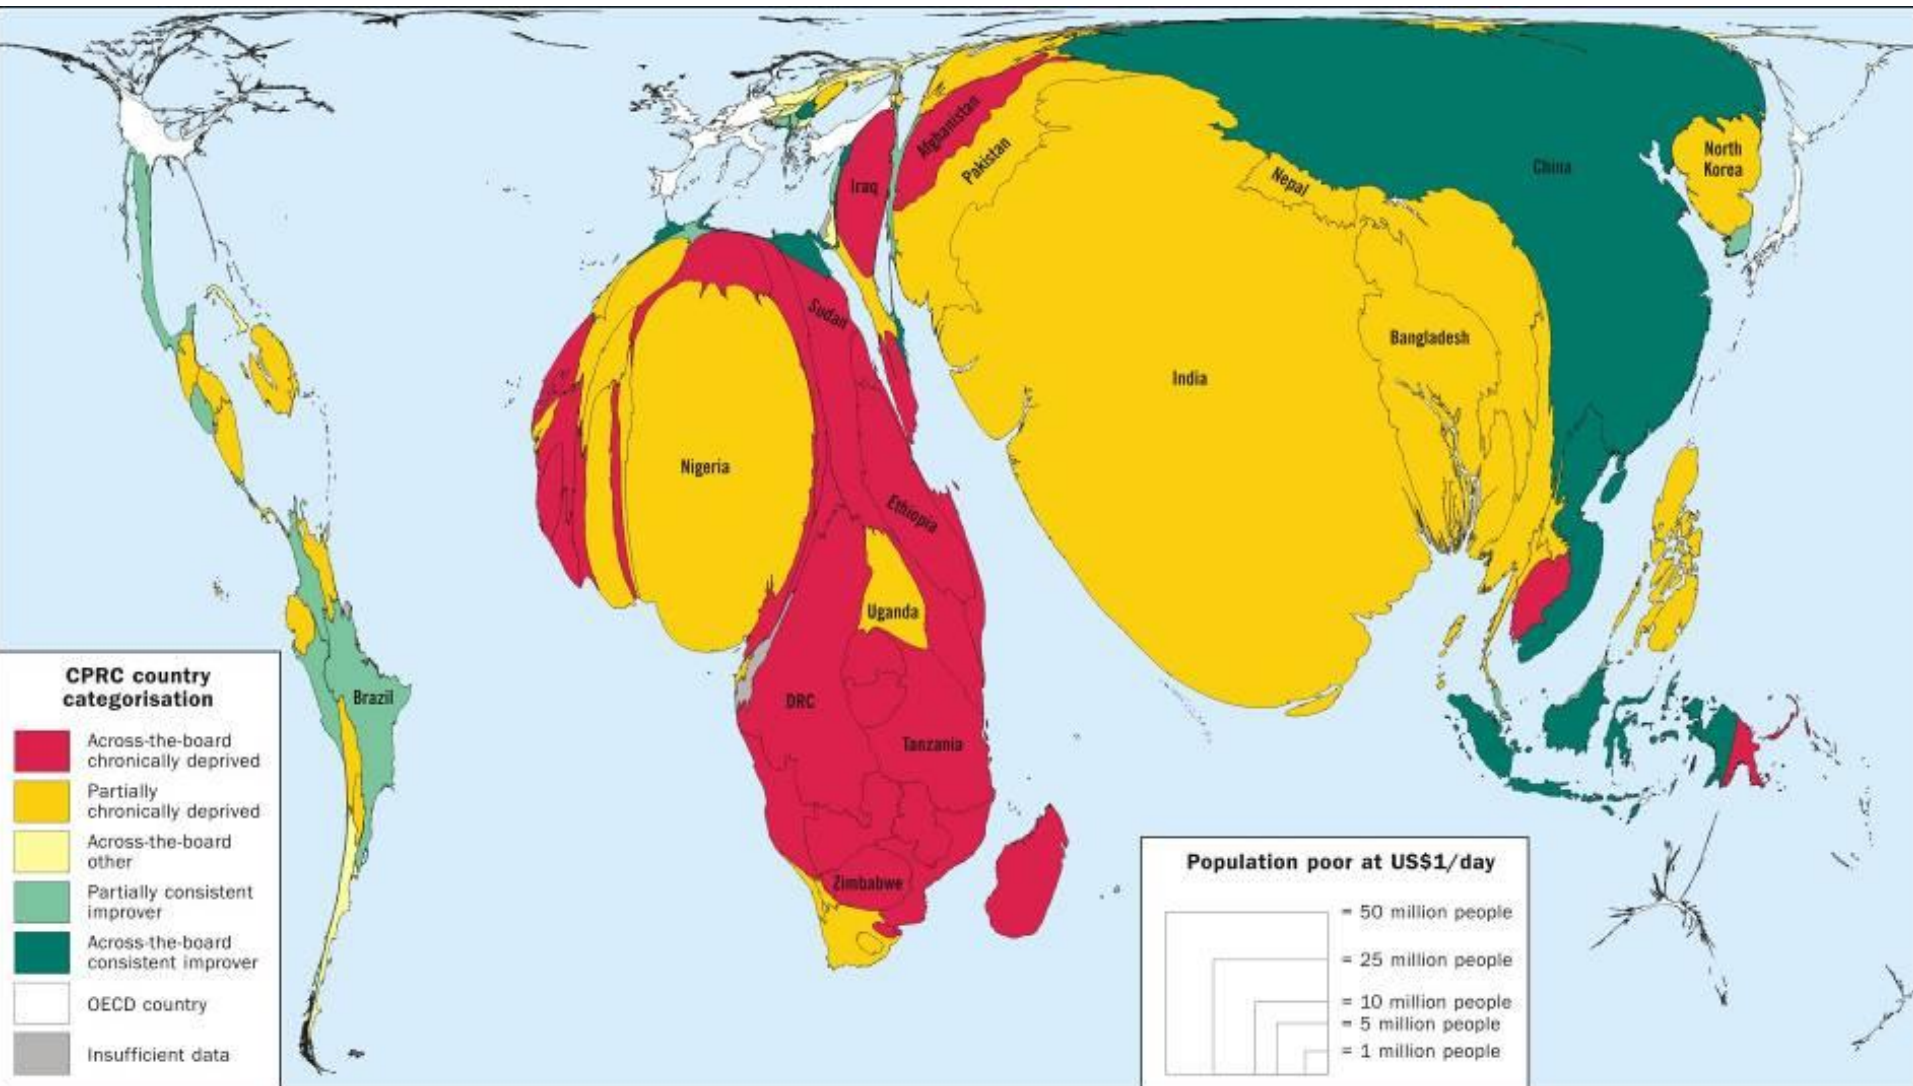 Afghanistan
Pakistan
Iraq
Nepal
China
North
Korea
Sudan
Bangladesh
India
Nigeria
Ethiopia
Uganda
Brazil
DRC
Tanzania
Zimbabwe
CPRC country
categorisation
Across-the-board
chronically deprived
Partially
chronically deprived
Across-the-board
other
Partially consistent
improver
Across-the-board
consistent improver
OECD country
Insufficient data
Population poor at US$1/day
= 50 million people
= 25 million people
= 10 million people
= 5 million people
= 1 million people